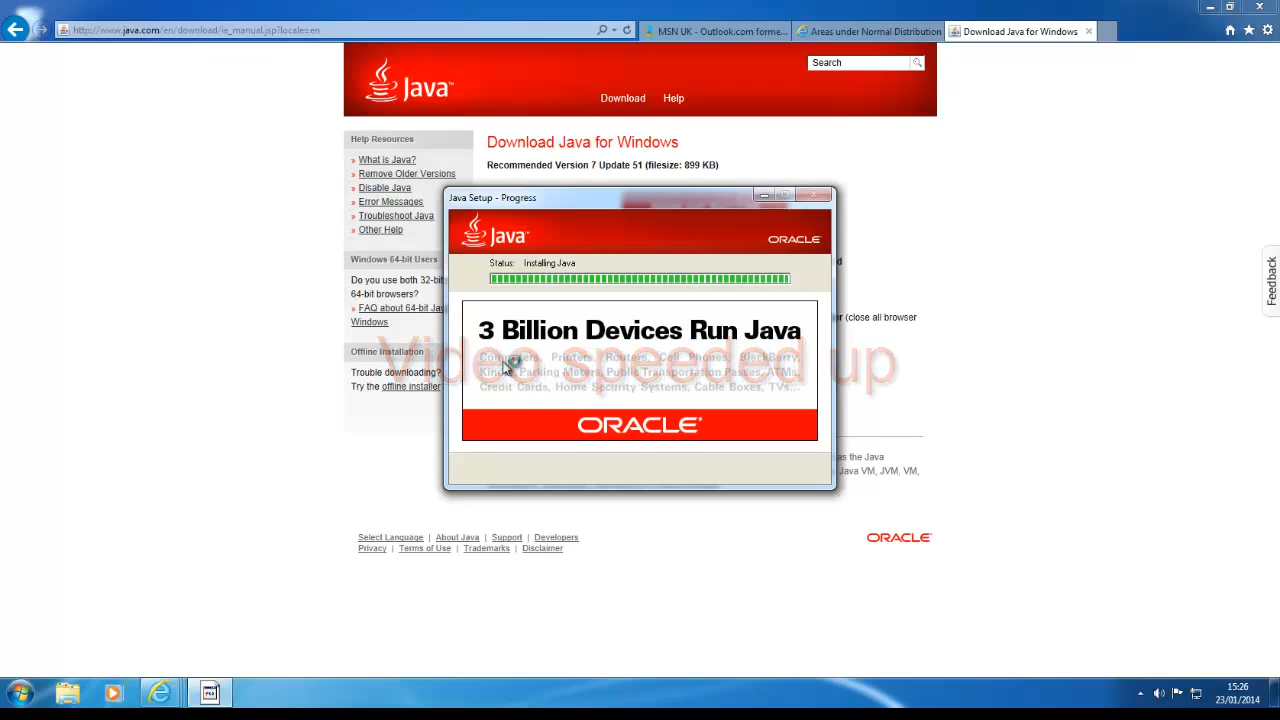 http://www.java.com/en/download/ie_manual.jsp?locale=en
MSN UK - Outlook.com forme...
Areas under Normal Distribution
Download Java for Windows
Java™
Search
Download
Help
Help Resources
» What is Java?
» Remove Older Versions
» Disable Java
» Error Messages
» Troubleshoot Java
» Other Help
Windows 64-bit Users
Do you use both 32-bit
64-bit browsers?
» FAQ about 64-bit Jav
Windows
Offline Installation
Trouble downloading?
Try the offline installer
Download Java for Windows
Recommended Version 7 Update 51 (filesize: 899 KB)
Java Setup - Progress
Java™
ORACLE
Status: Installing Java
3 Billion Devices Run Java
Computers, Printers, Routers, Cell Phones, BlackBerry,
Kindle, Parking Meters, Public Transportation Passes, ATMs,
Credit Cards, Home Security Systems, Cable Boxes, TVs...
ORACLE®
Video speeded up
(close all browser
as the Java
Java VM, JVM, VM,
Feedback
Select Language | About Java | Support | Developers
Privacy | Terms of Use | Trademarks | Disclaimer
ORACLE
15:26
23/01/2014